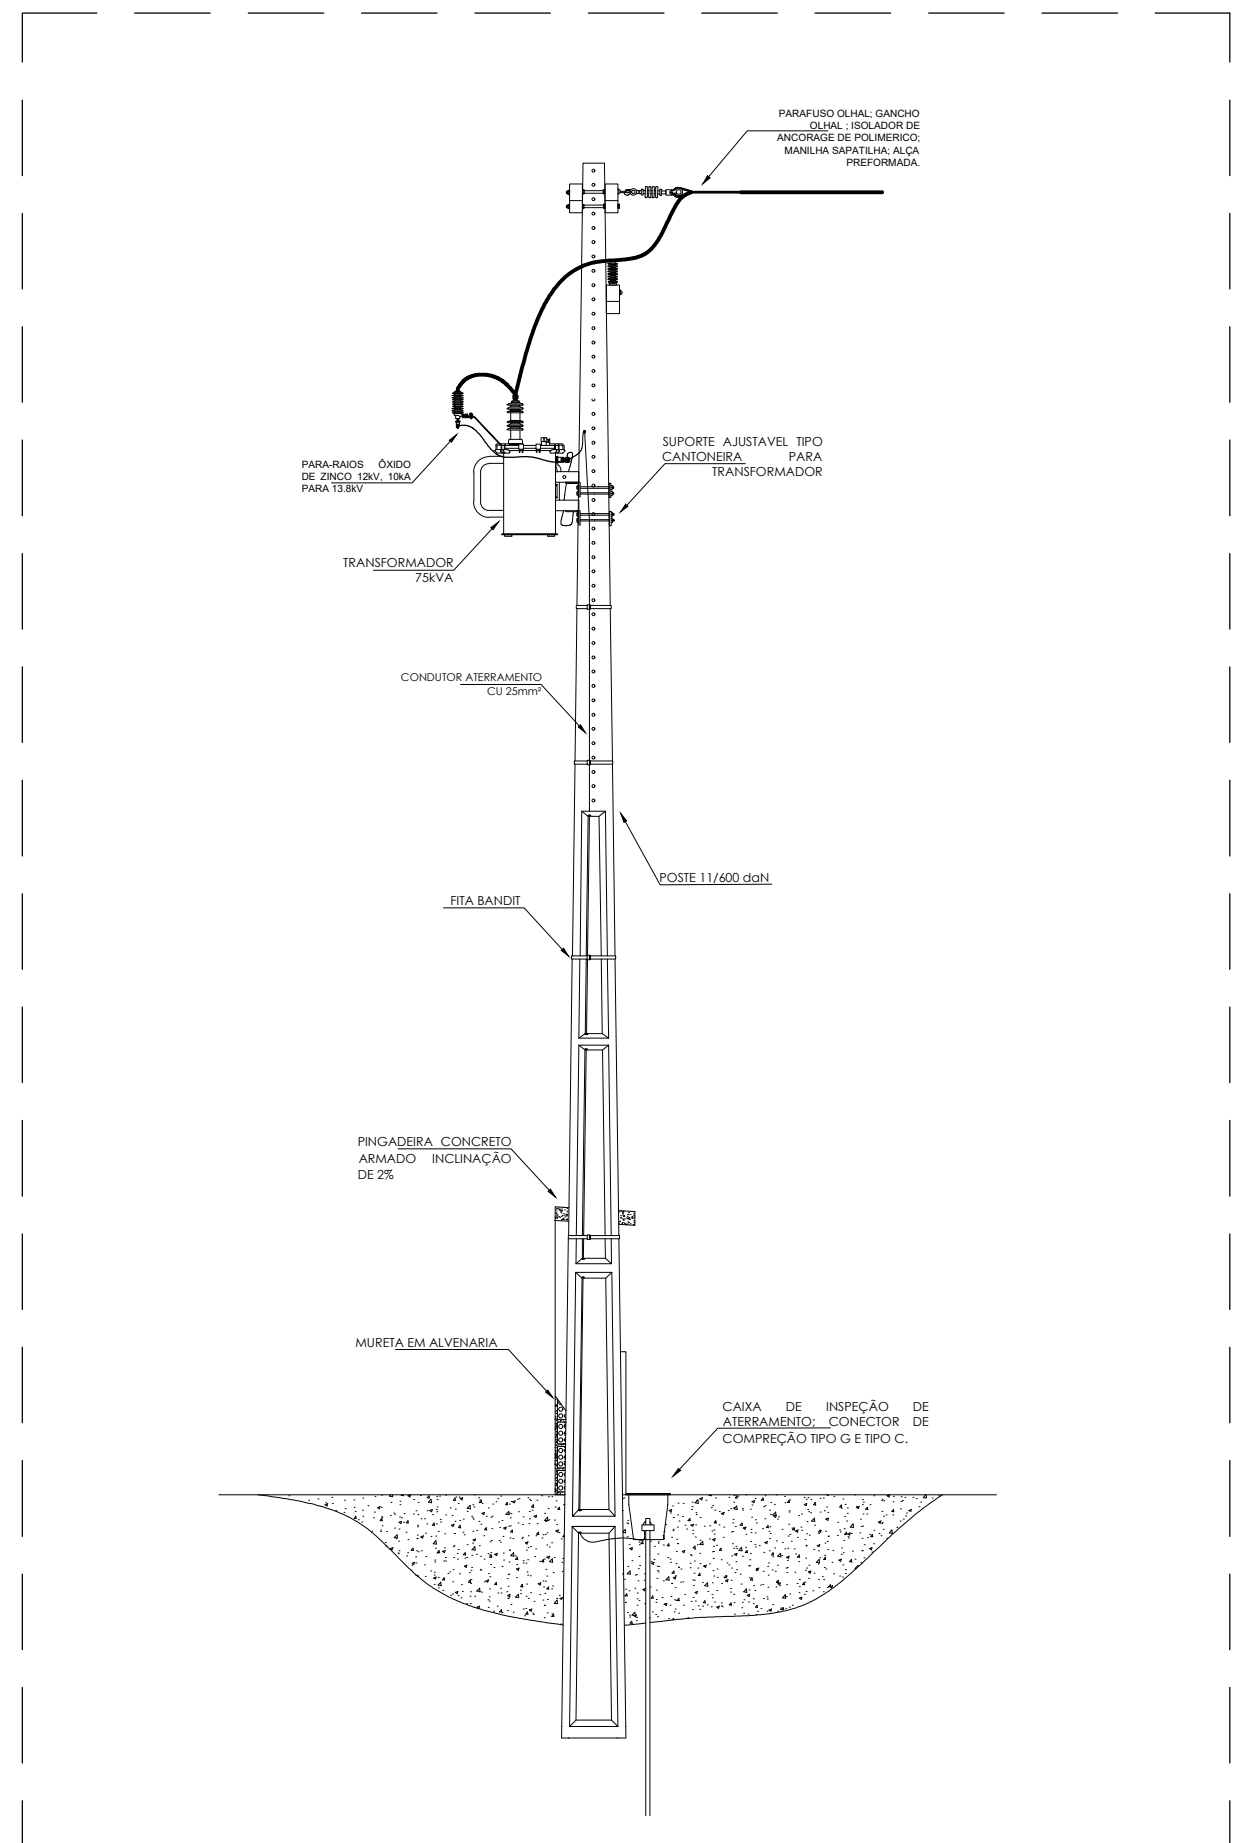 PARAFUSO OLHAL; GANCHO
OLHAL ; ISOLADOR DE
ANCORAGE DE POLIMERICO;
MANILHA SAPATILHA; ALÇA
PREFORMADA.
SUPORTE AJUSTAVEL TIPO
CANTONEIRA PARA
TRANSFORMADOR
PARA-RAIOS ÔXIDO
DE ZINCO 12kV, 10kA
PARA 13.8kV
TRANSFORMADOR
75kVA
CONDUTOR ATERRAMENTO
CU 25mm²
POSTE 11/600 daN
FITA BANDIT
PINGADEIRA CONCRETO
ARMADO INCLINAÇÃO
DE 2%
MURETA EM ALVENARIA
CAIXA DE INSPEÇÃO DE
ATERRAMENTO; CONECTOR DE
COMPREÇÃO TIPO G E TIPO C.